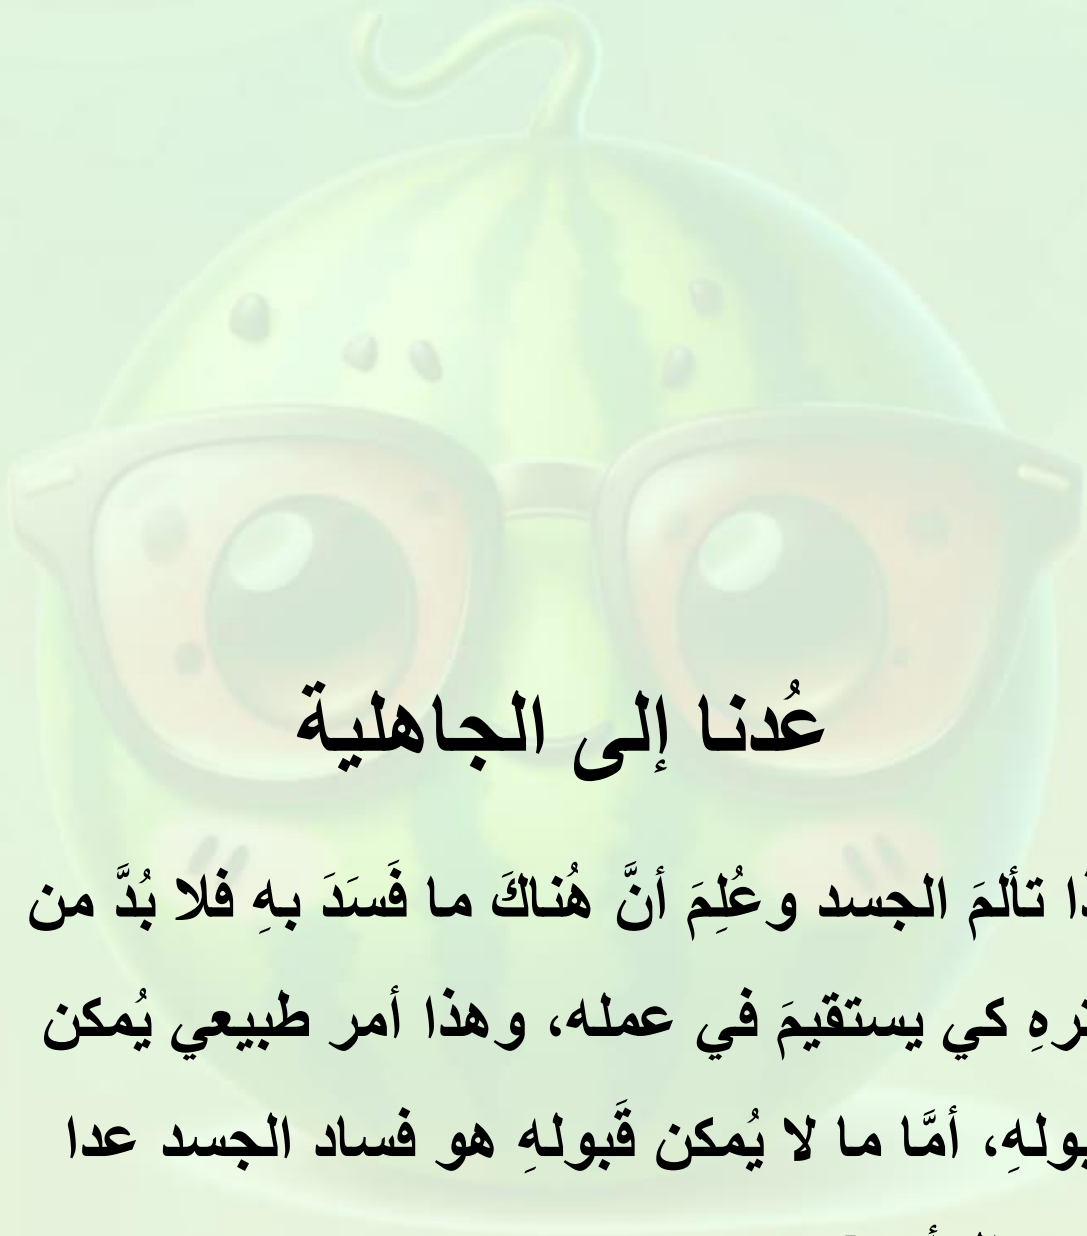 عُدنا إلى الجاهلية
تألمَ الجسد وعُلِمَ أنَّ هُناكَ ما فَسَدَ بهِ فلا بُدَّ من
كي يستقيمَ في عمله، وهذا أمر طبيعي يُمكن
أمَّا ما لا يُمكن قَبولهِ هو فساد الجسد عدا